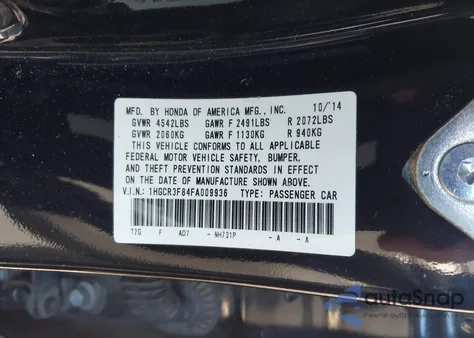 MFD. BY HONDA OF AMERICA MFG., INC. 10/'14
GVWR 4542LBS GAWR F 2491LBS R 2072LBS
GVWR 2060KG GAWR F 1130KG R 940KG
THIS VEHICLE CONFORMS TO ALL APPLICABLE
FEDERAL MOTOR VEHICLE SAFETY, BUMPER,
AND THEFT PREVENTION STANDARDS IN EFFECT
ON THE DATE OF MANUFACTURE SHOWN ABOVE.
V.I.N.: 1HGCR3F84FA009936 TYPE: PASSENGER CAR
T2G F AD7 - NH731P - A - A
autoSnap
Pewne auta